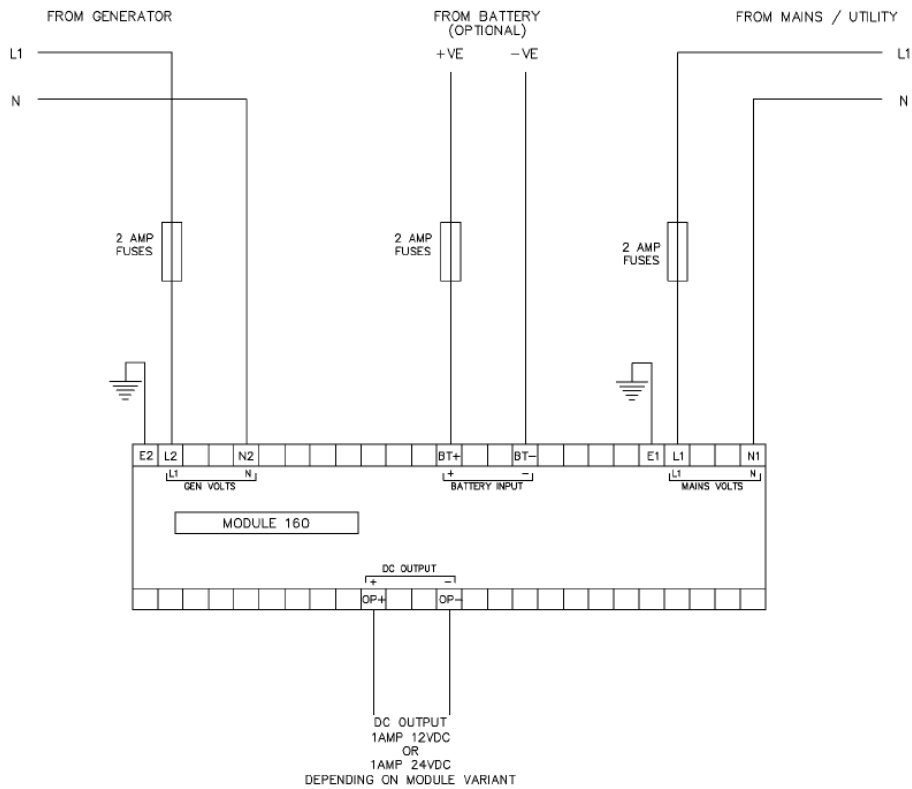 FROM GENERATOR
FROM BATTERY
(OPTIONAL)
FROM MAINS / UTILITY
+VE
-VE
L1
L1
N
N
2 AMP
FUSES
2 AMP
FUSES
2 AMP
FUSES
E2 L2 N2 BT+ BT- E1 L1 N1
L1 N + - L1 N
GEN VOLTS
BATTERY INPUT
MAINS VOLTS
MODULE 160
DC OUTPUT
+ -
OP+ OP-
DC OUTPUT
1AMP 12VDC
OR
1AMP 24VDC
DEPENDING ON MODULE VARIANT